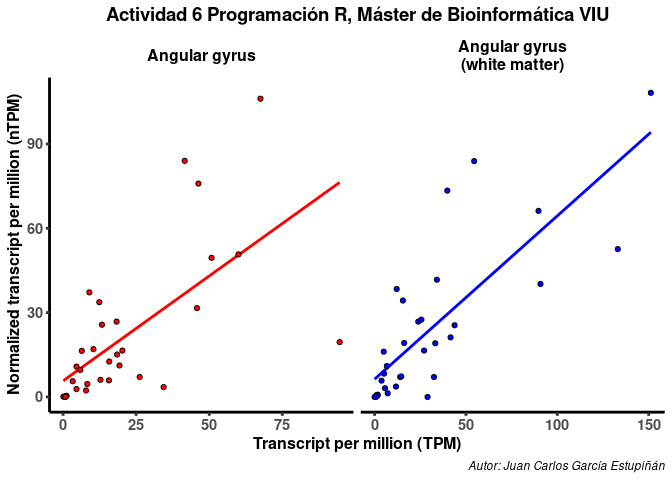 Actividad 6 Programación R, Máster de Bioinformática VIU
Angular gyrus
Angular gyrus
(white matter)
Normalized transcript per million (nTPM)
90
60
30
0
0
25
50
75
0
50
100
150
Transcript per million (TPM)
Autor: Juan Carlos García Estupiñán